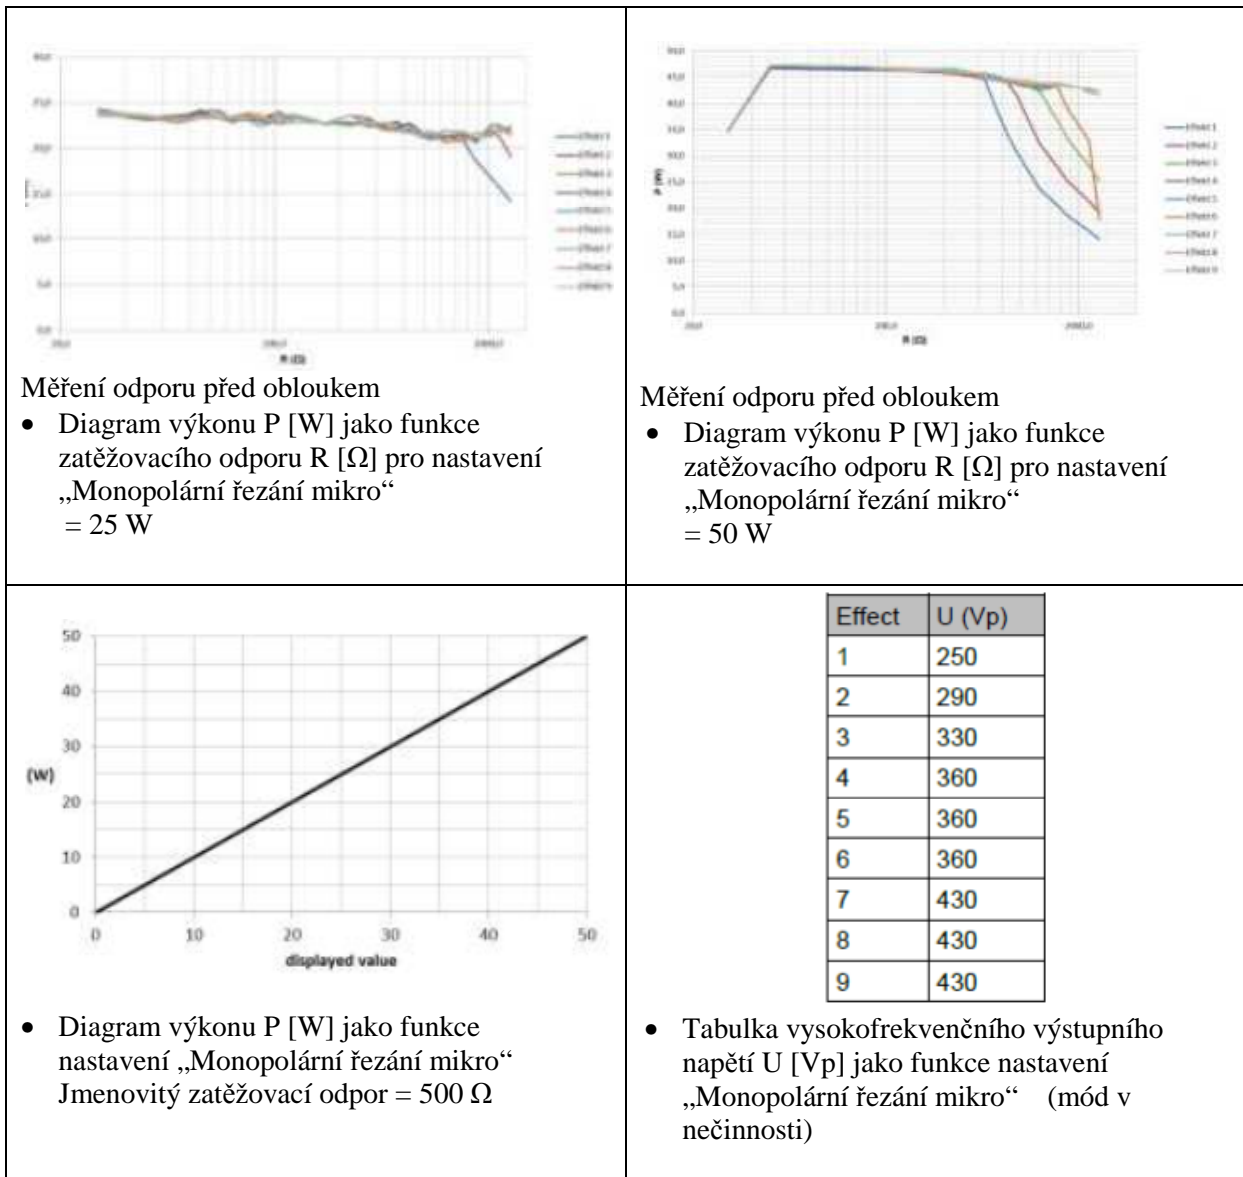 R (Ω)
Měření odporu před obloukem
• Diagram výkonu P [W] jako funkce
zatěžovacího odporu R [Ω] pro nastavení
„Monopolární řezání mikro“
= 25 W
P (W)
R (Ω)
Měření odporu před obloukem
• Diagram výkonu P [W] jako funkce
zatěžovacího odporu R [Ω] pro nastavení
„Monopolární řezání mikro“
= 50 W
50
40
30
(W)
20
10
0
0 10 20 30 40 50
displayed value
• Diagram výkonu P [W] jako funkce
nastavení „Monopolární řezání mikro“
Jmenovitý zatěžovací odpor = 500 Ω
Effect U (Vp)
1 250
2 290
3 330
4 360
5 360
6 360
7 430
8 430
9 430
• Tabulka vysokofrekvenčního výstupního
napětí U [Vp] jako funkce nastavení
„Monopolární řezání mikro“ (mód v
nečinnosti)